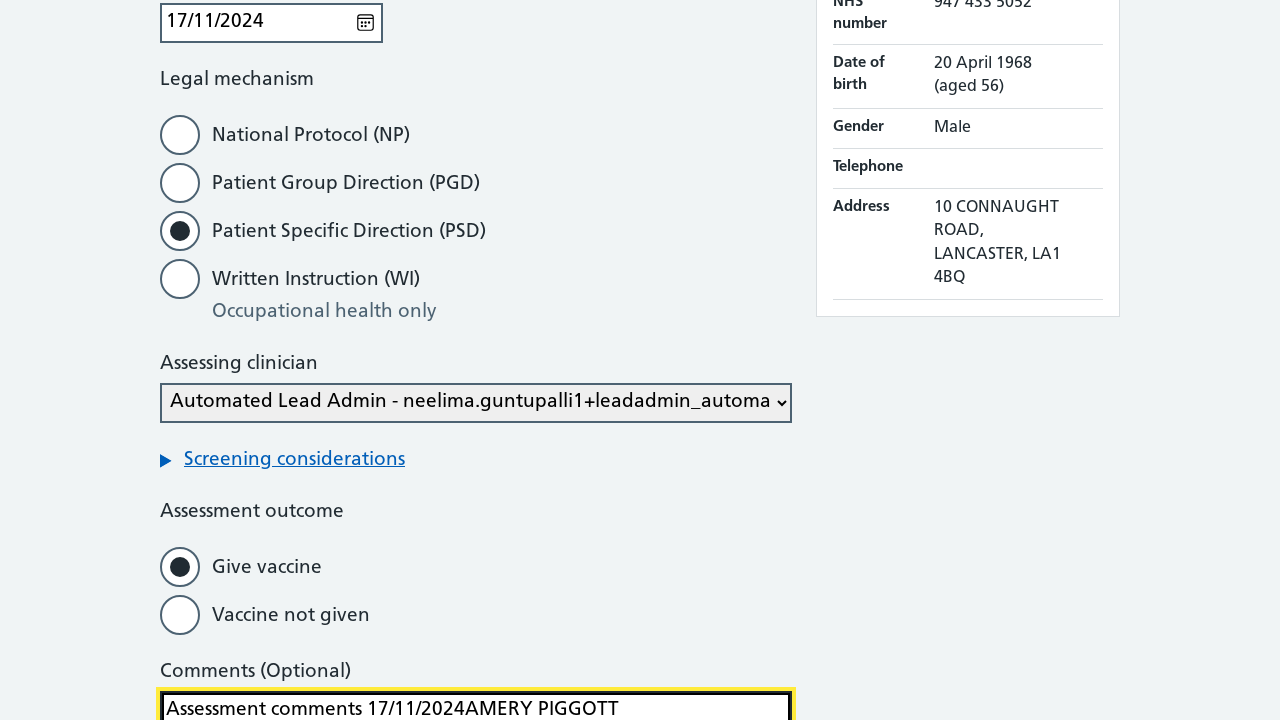 17/11/2024
Legal mechanism
National Protocol (NP)
Patient Group Direction (PGD)
Patient Specific Direction (PSD)
Written Instruction (WI)
Occupational health only
Assessing clinician
Automated Lead Admin - neelima.guntupalli1+leadadmin_automa
Screening considerations
Assessment outcome
Give vaccine
Vaccine not given
Comments (Optional)
Assessment comments 17/11/2024AMERY PIGGOTT
NHS number
947 433 5052
Date of birth
20 April 1968
(aged 56)
Gender
Male
Telephone
Address
10 CONNAUGHT
ROAD,
LANCASTER, LA1
4BQ